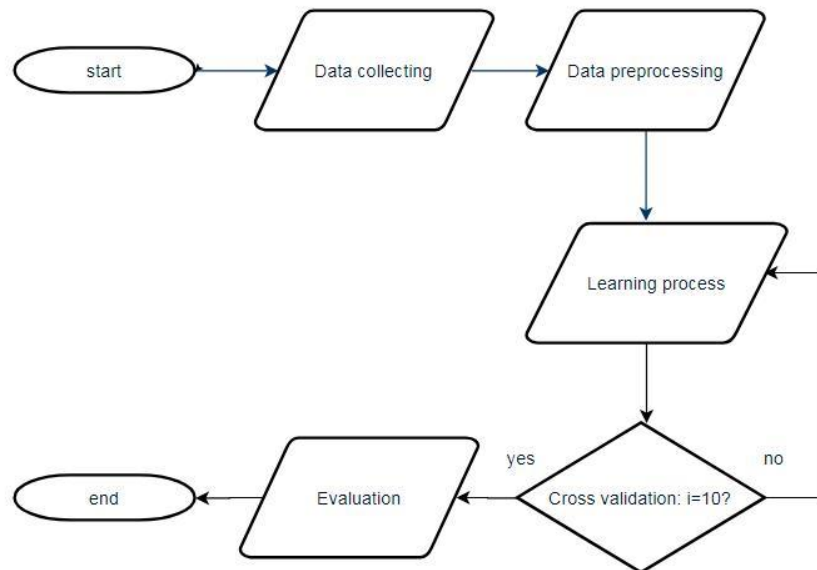 start
Data collecting
Data preprocessing
Learning process
yes
no
Cross validation: i=10?
Evaluation
end